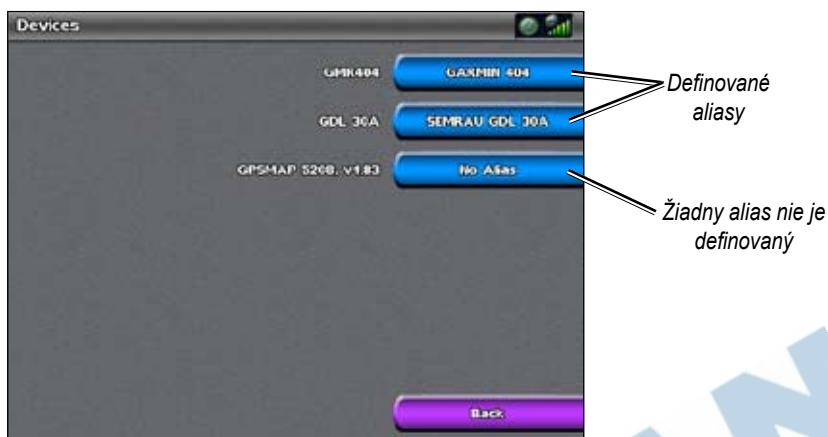 Devices
GMR404 GARMIN 404
GDL 30A SEMRAU GDL 30A
GPSMAP 5208, v1.83 No Alias
Back
Definované
aliasy
Žiadny alias nie je
definovaný